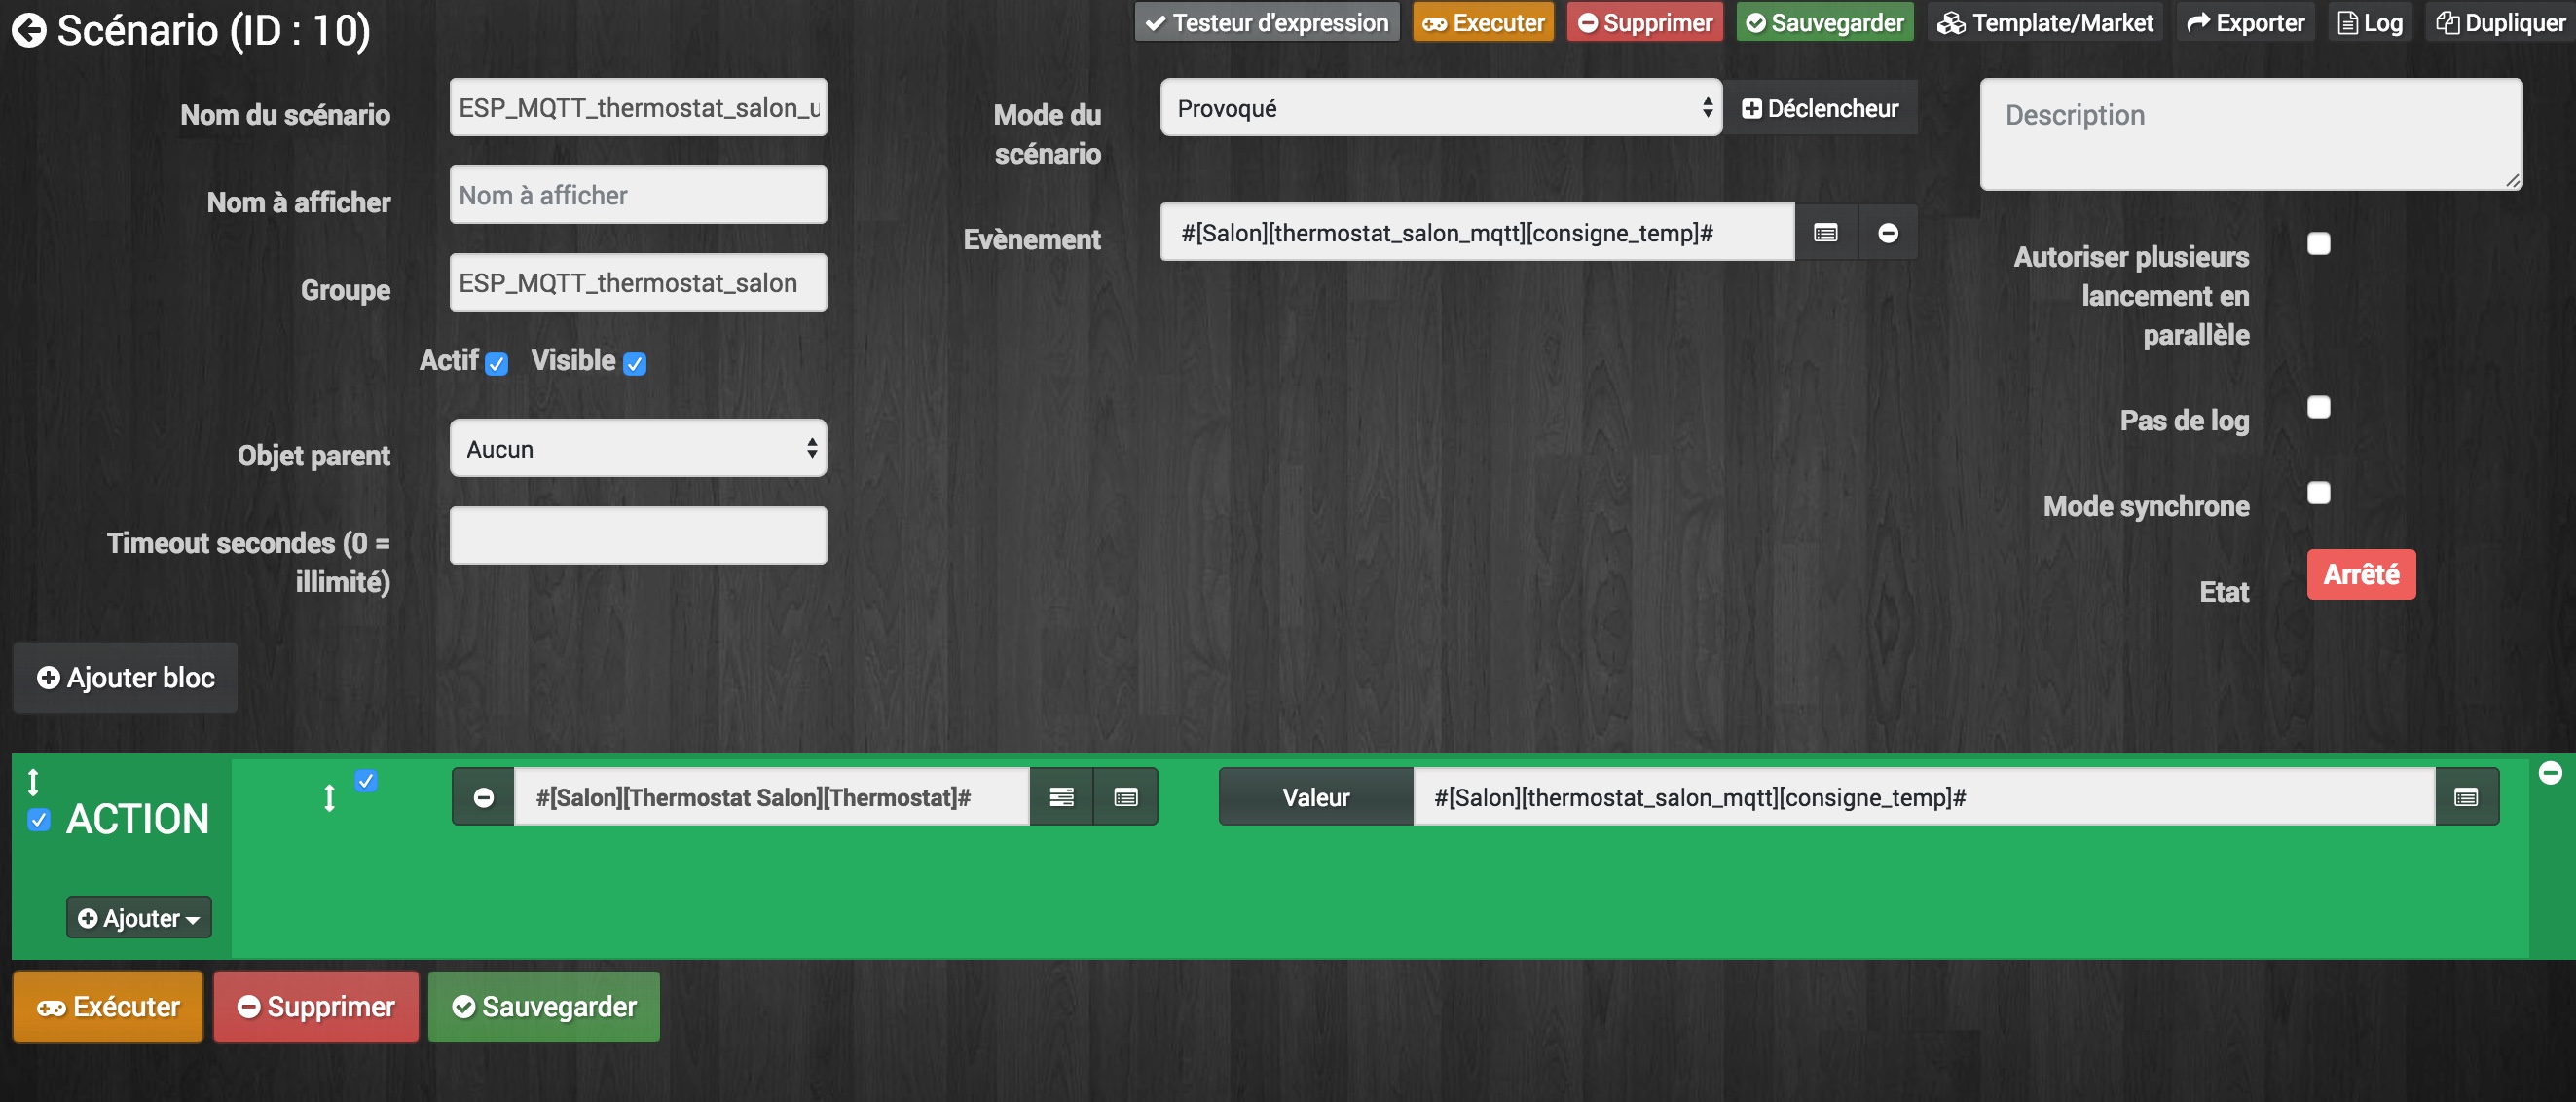 Scénario (ID : 10)
Testeur d'expression
Executer
Supprimer
Sauvegarder
Template/Market
Exporter
Log
Dupliquer
Nom du scénario
ESP_MQTT_thermostat_salon_u
Nom à afficher
Nom à afficher
Groupe
ESP_MQTT_thermostat_salon
Actif
Visible
Objet parent
Aucun
Timeout secondes (0 =
illimité)
Mode du
scénario
Provoqué
Déclencheur
Evènement
#[Salon][thermostat_salon_mqtt][consigne_temp]#
Description
Autoriser plusieurs
lancement en
parallèle
Pas de log
Mode synchrone
Etat
Arrêté
Ajouter bloc
ACTION
#[Salon][Thermostat Salon][Thermostat]#
Valeur
#[Salon][thermostat_salon_mqtt][consigne_temp]#
Ajouter
Exécuter
Supprimer
Sauvegarder